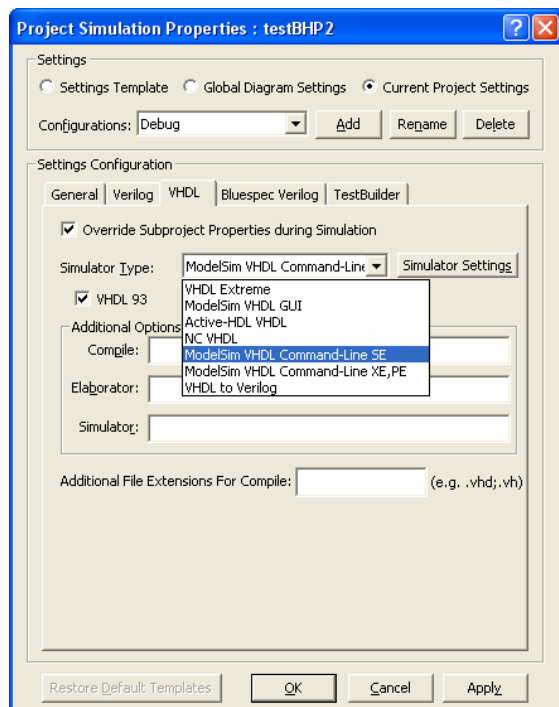 Project Simulation Properties : testBHP2
Settings
Settings Template Global Diagram Settings Current Project Settings
Configurations: Debug Add Rename Delete
Settings Configuration
General Verilog VHDL Bluespec Verilog TestBuilder
Override Subproject Properties during Simulation
Simulator Type: ModelSim VHDL Command-Line Simulator Settings
VHDL 93
VHDL Extreme
ModelSim VHDL GUI
Active-HDL VHDL
NC VHDL
ModelSim VHDL Command-Line SE
ModelSim VHDL Command-Line XE,PE
VHDL to Verilog
Additional Options
Compile:
Elaborator:
Simulator:
Additional File Extensions For Compile: (e.g. .vhd;.vh)
Restore Default Templates OK Cancel Apply